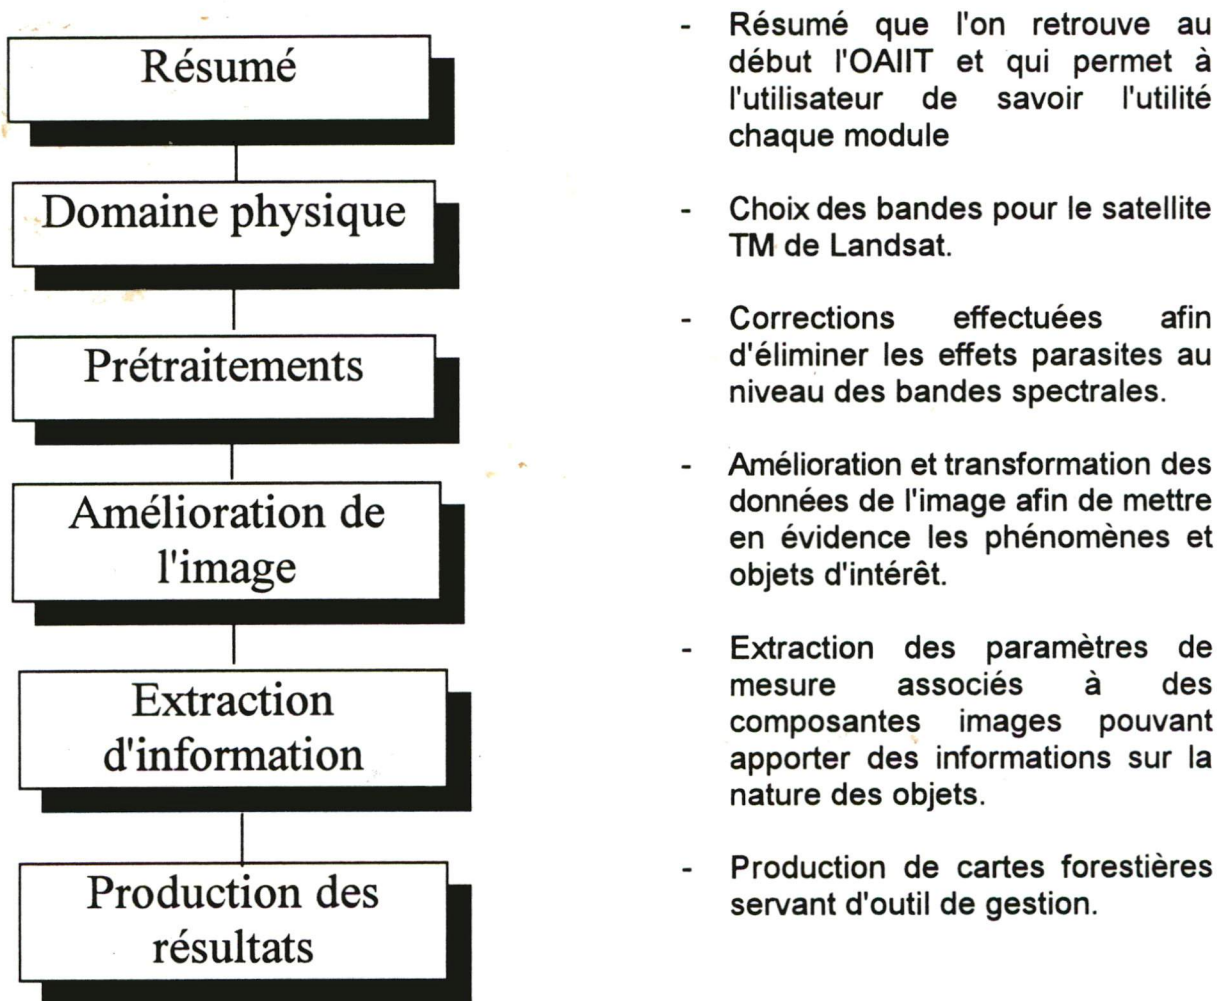 Résumé
- Résumé que l'on retrouve au
début l'OAIIT et qui permet à
l'utilisateur de savoir l'utilité
chaque module
Domaine physique
- Choix des bandes pour le satellite
TM de Landsat.
Prétraitements
- Corrections effectuées afin
d'éliminer les effets parasites au
niveau des bandes spectrales.
Amélioration de
l'image
- Amélioration et transformation des
données de l'image afin de mettre
en évidence les phénomènes et
objets d'intérêt.
Extraction
d'information
- Extraction des paramètres de
mesure associés à des
composantes images pouvant
apporter des informations sur la
nature des objets.
Production des
résultats
- Production de cartes forestières
servant d'outil de gestion.